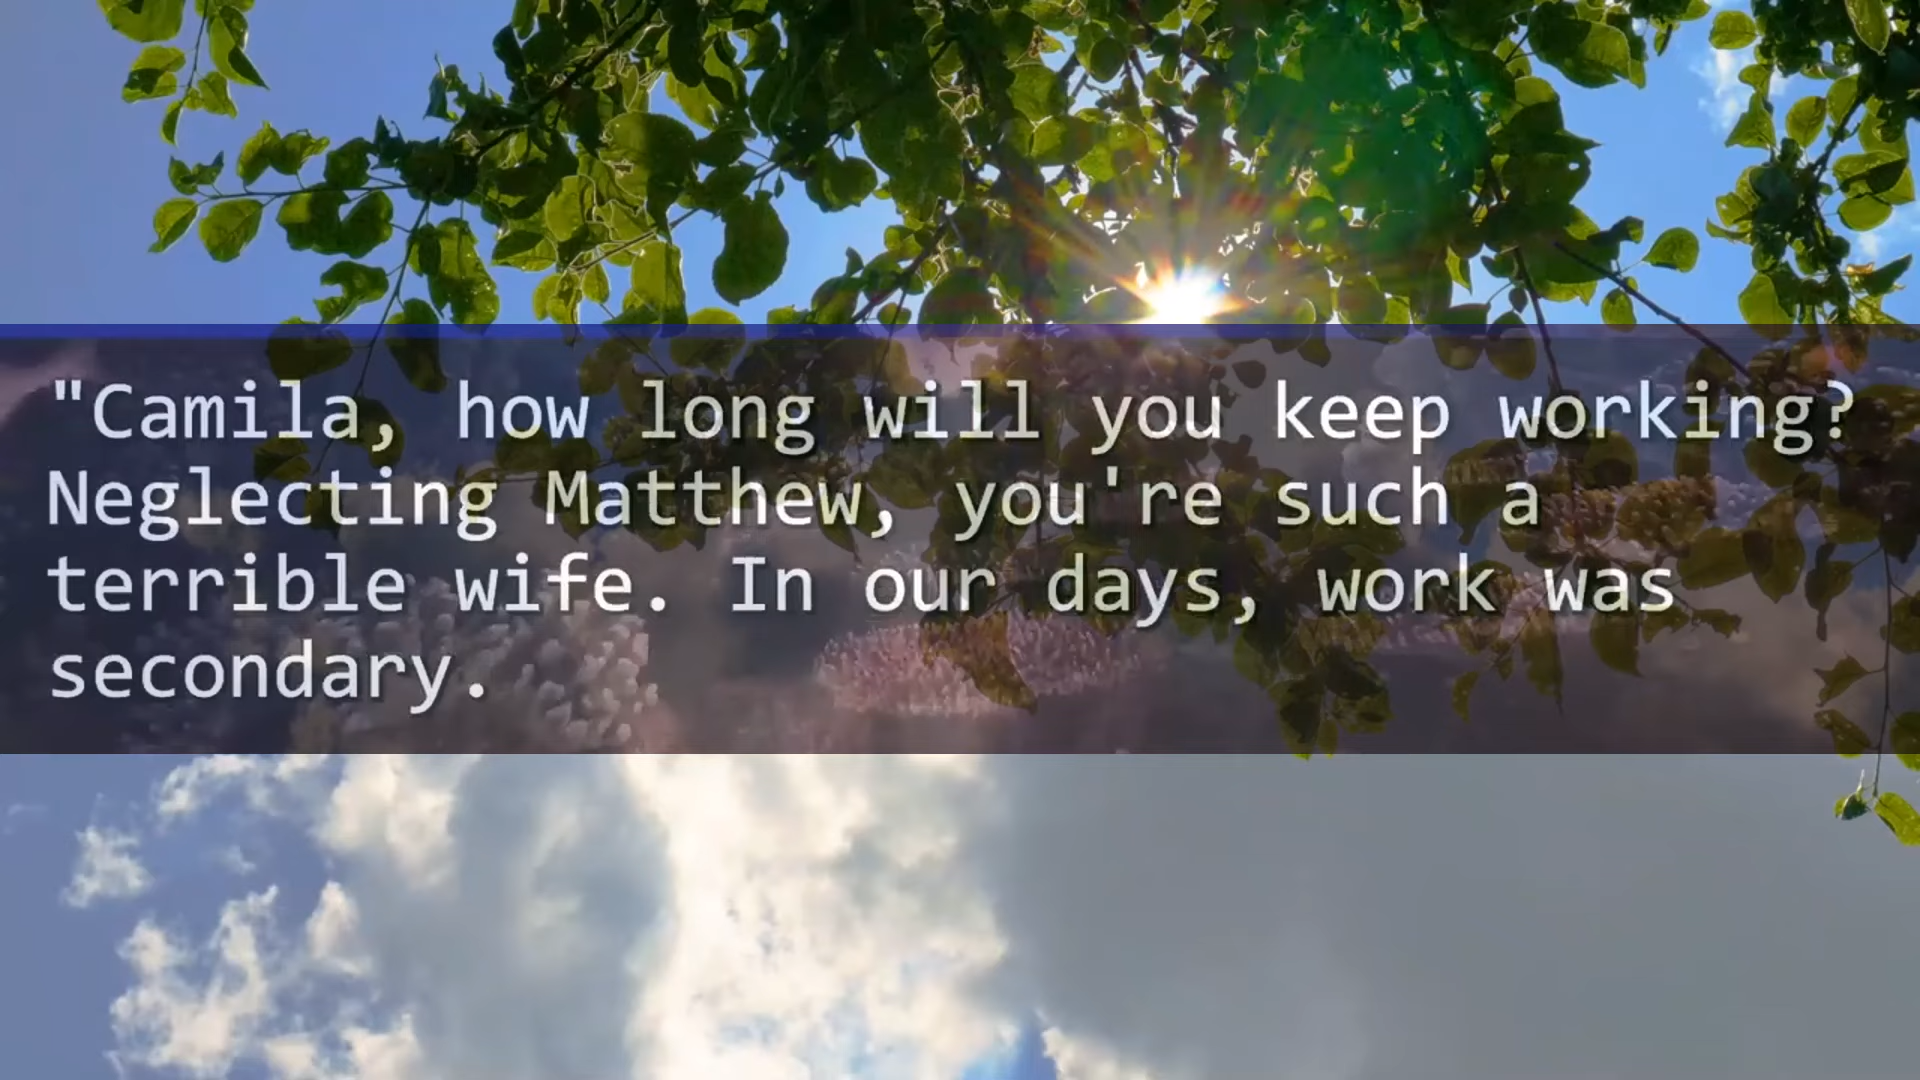 "Camila, how long will you keep working?
Neglecting Matthew, you're such a
terrible wife. In our days, work was
secondary.